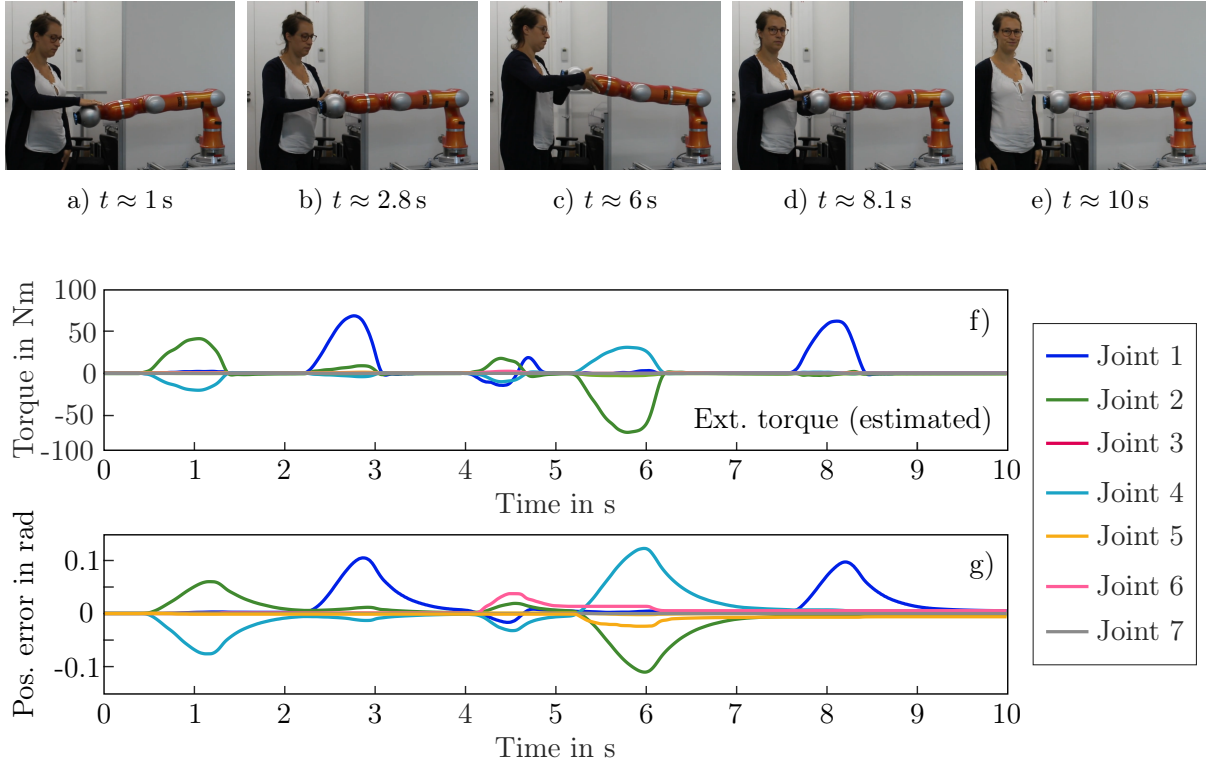 a) t ≈ 1 s
b) t ≈ 2.8 s
c) t ≈ 6 s
d) t ≈ 8.1 s
e) t ≈ 10 s
Torque in Nm
100
50
0
-50
-100
f)
Ext. torque (estimated)
0 1 2 3 4 5 6 7 8 9 10
Time in s
Pos. error in rad
0.1
0
-0.1
g)
0 1 2 3 4 5 6 7 8 9 10
Time in s
Joint 1
Joint 2
Joint 3
Joint 4
Joint 5
Joint 6
Joint 7